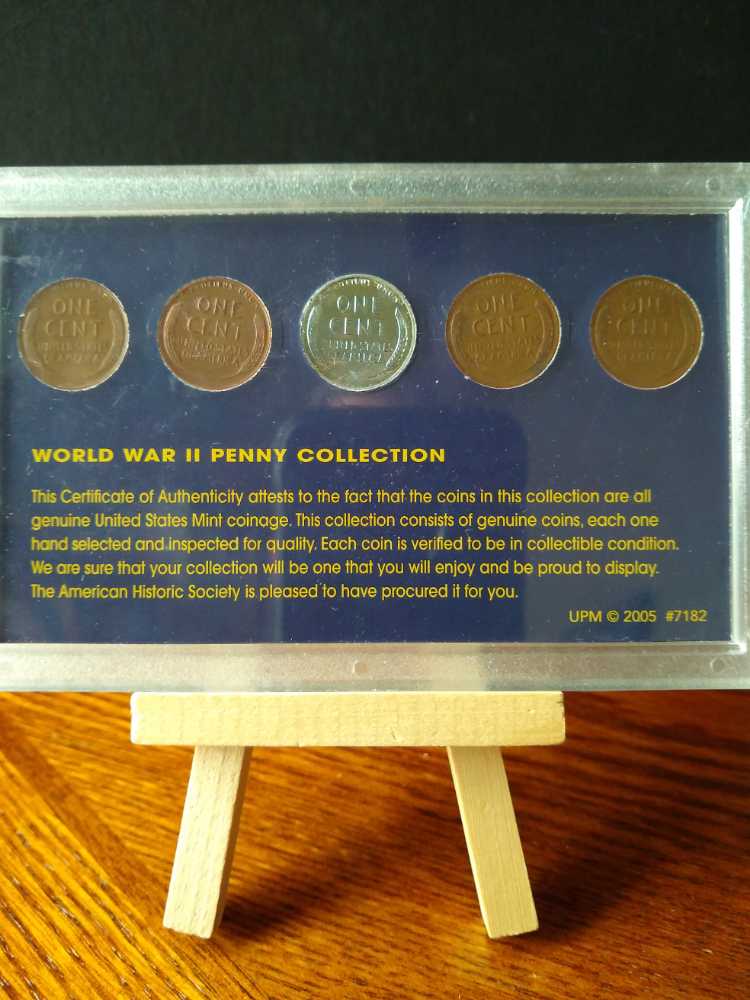 ONE ONE ONE ONE ONE
CENT CENT CENT CENT CENT
WORLD WAR II PENNY COLLECTION
This Certificate of Authenticity attests to the fact that the coins in this collection are all
genuine United States Mint coinage. This collection consists of genuine coins, each one
hand selected and inspected for quality. Each coin is verified to be in collectible condition.
We are sure that your collection will be one that you will enjoy and be proud to display.
The American Historic Society is pleased to have procured it for you.
UPM © 2005 #7182